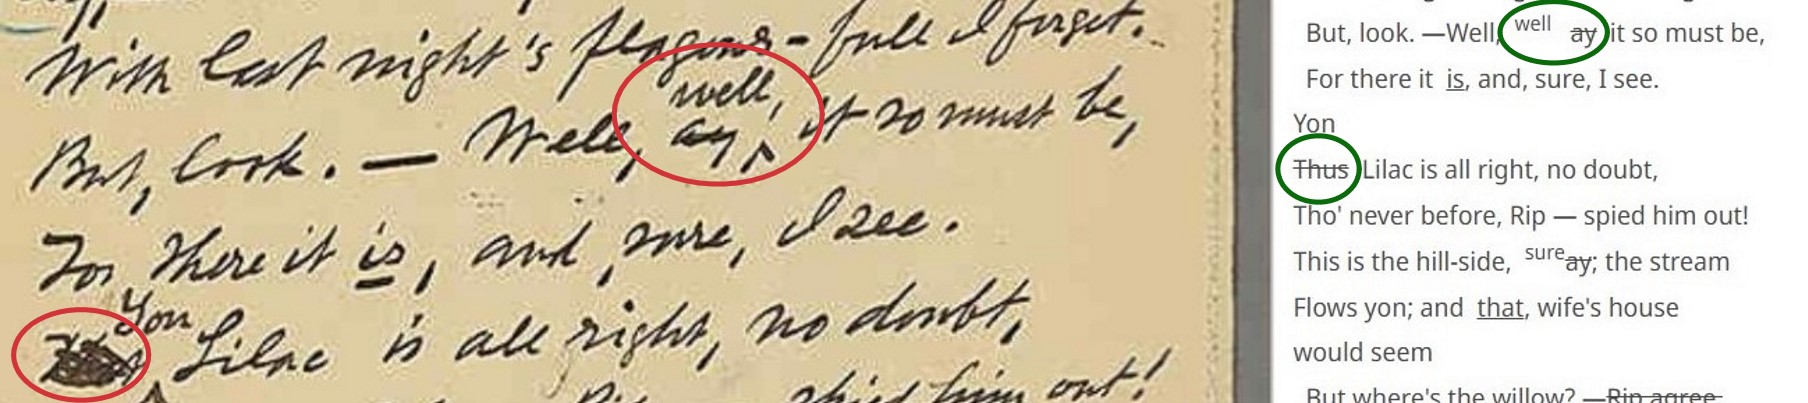 With last night's flagons-full I forget.
well,
But, look. — Well, ay, it so must be,
For there it is, and, sure, I see.
Yon
Lilac is all right, no doubt,
him out!
But, look. —Well, well ay it so must be,
For there it is, and, sure, I see.
Yon
Thus Lilac is all right, no doubt,
Tho' never before, Rip — spied him out!
This is the hill-side, sure ay; the stream
Flows yon; and that, wife's house
would seem
But where's the willow? —Rip agree